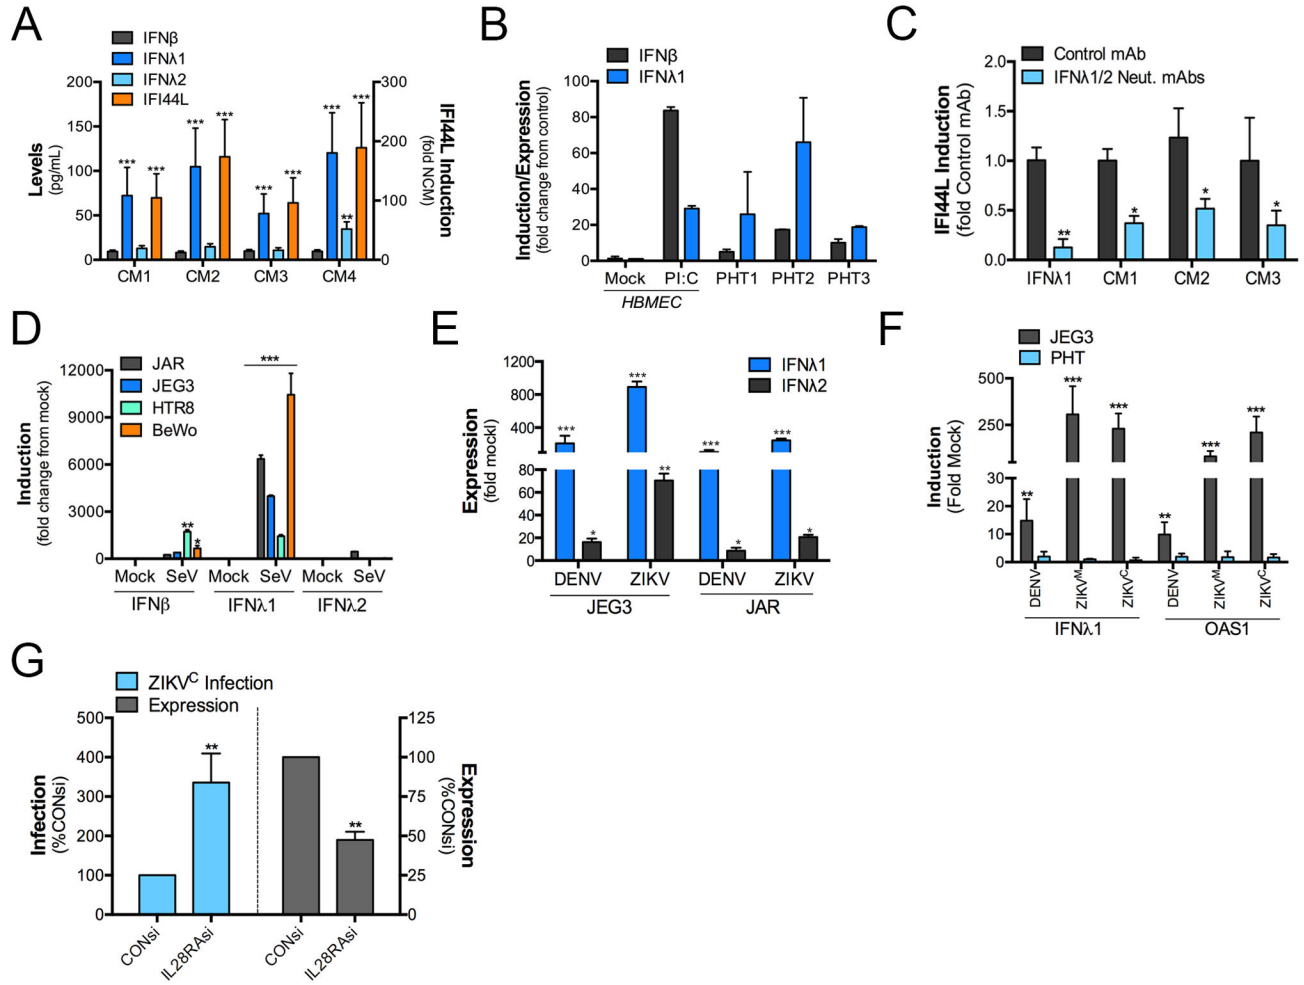 A
IFNβ
IFNλ1
IFNλ2
IFI44L
Levels
(pg/mL)
200
150
100
50
0
300
200
100
0
IFI44L Induction
(fold NCM)
*** *** *** *** *** *** *** ** ***
CM1 CM2 CM3 CM4
B
IFNβ
IFNλ1
Induction/Expression
(fold change from control)
100
80
60
40
20
0
Mock PI:C PHT1 PHT2 PHT3
HBMEC
C
Control mAb
IFNλ1/2 Neut. mAbs
IFI44L Induction
(fold Control mAb)
2.0
1.5
1.0
0.5
0.0
** * * *
IFNλ1 CM1 CM2 CM3
D
JAR
JEG3
HTR8
BeWo
Induction
(fold change from mock)
12000
9000
6000
3000
0
** * ***
Mock SeV Mock SeV Mock SeV
IFNβ IFNλ1 IFNλ2
E
IFNλ1
IFNλ2
Expression
(fold mockl)
1200
800
400
80
60
40
20
0
*** * *** ** *** * *** *
DENV ZIKV DENV ZIKV
JEG3 JAR
F
JEG3
PHT
Induction
(Fold Mock)
500
250
30
20
10
0
** *** *** ** *** ***
DENV ZIKVM ZIKVC DENV ZIKVM ZIKVC
IFNλ1 OAS1
G
ZIKVC Infection
Expression
Infection
(%CONsi)
500
400
300
200
100
0
125
100
75
50
25
0
Expression
(%CONsi)
** **
CONsi IL28RAsi CONsi IL28RAsi